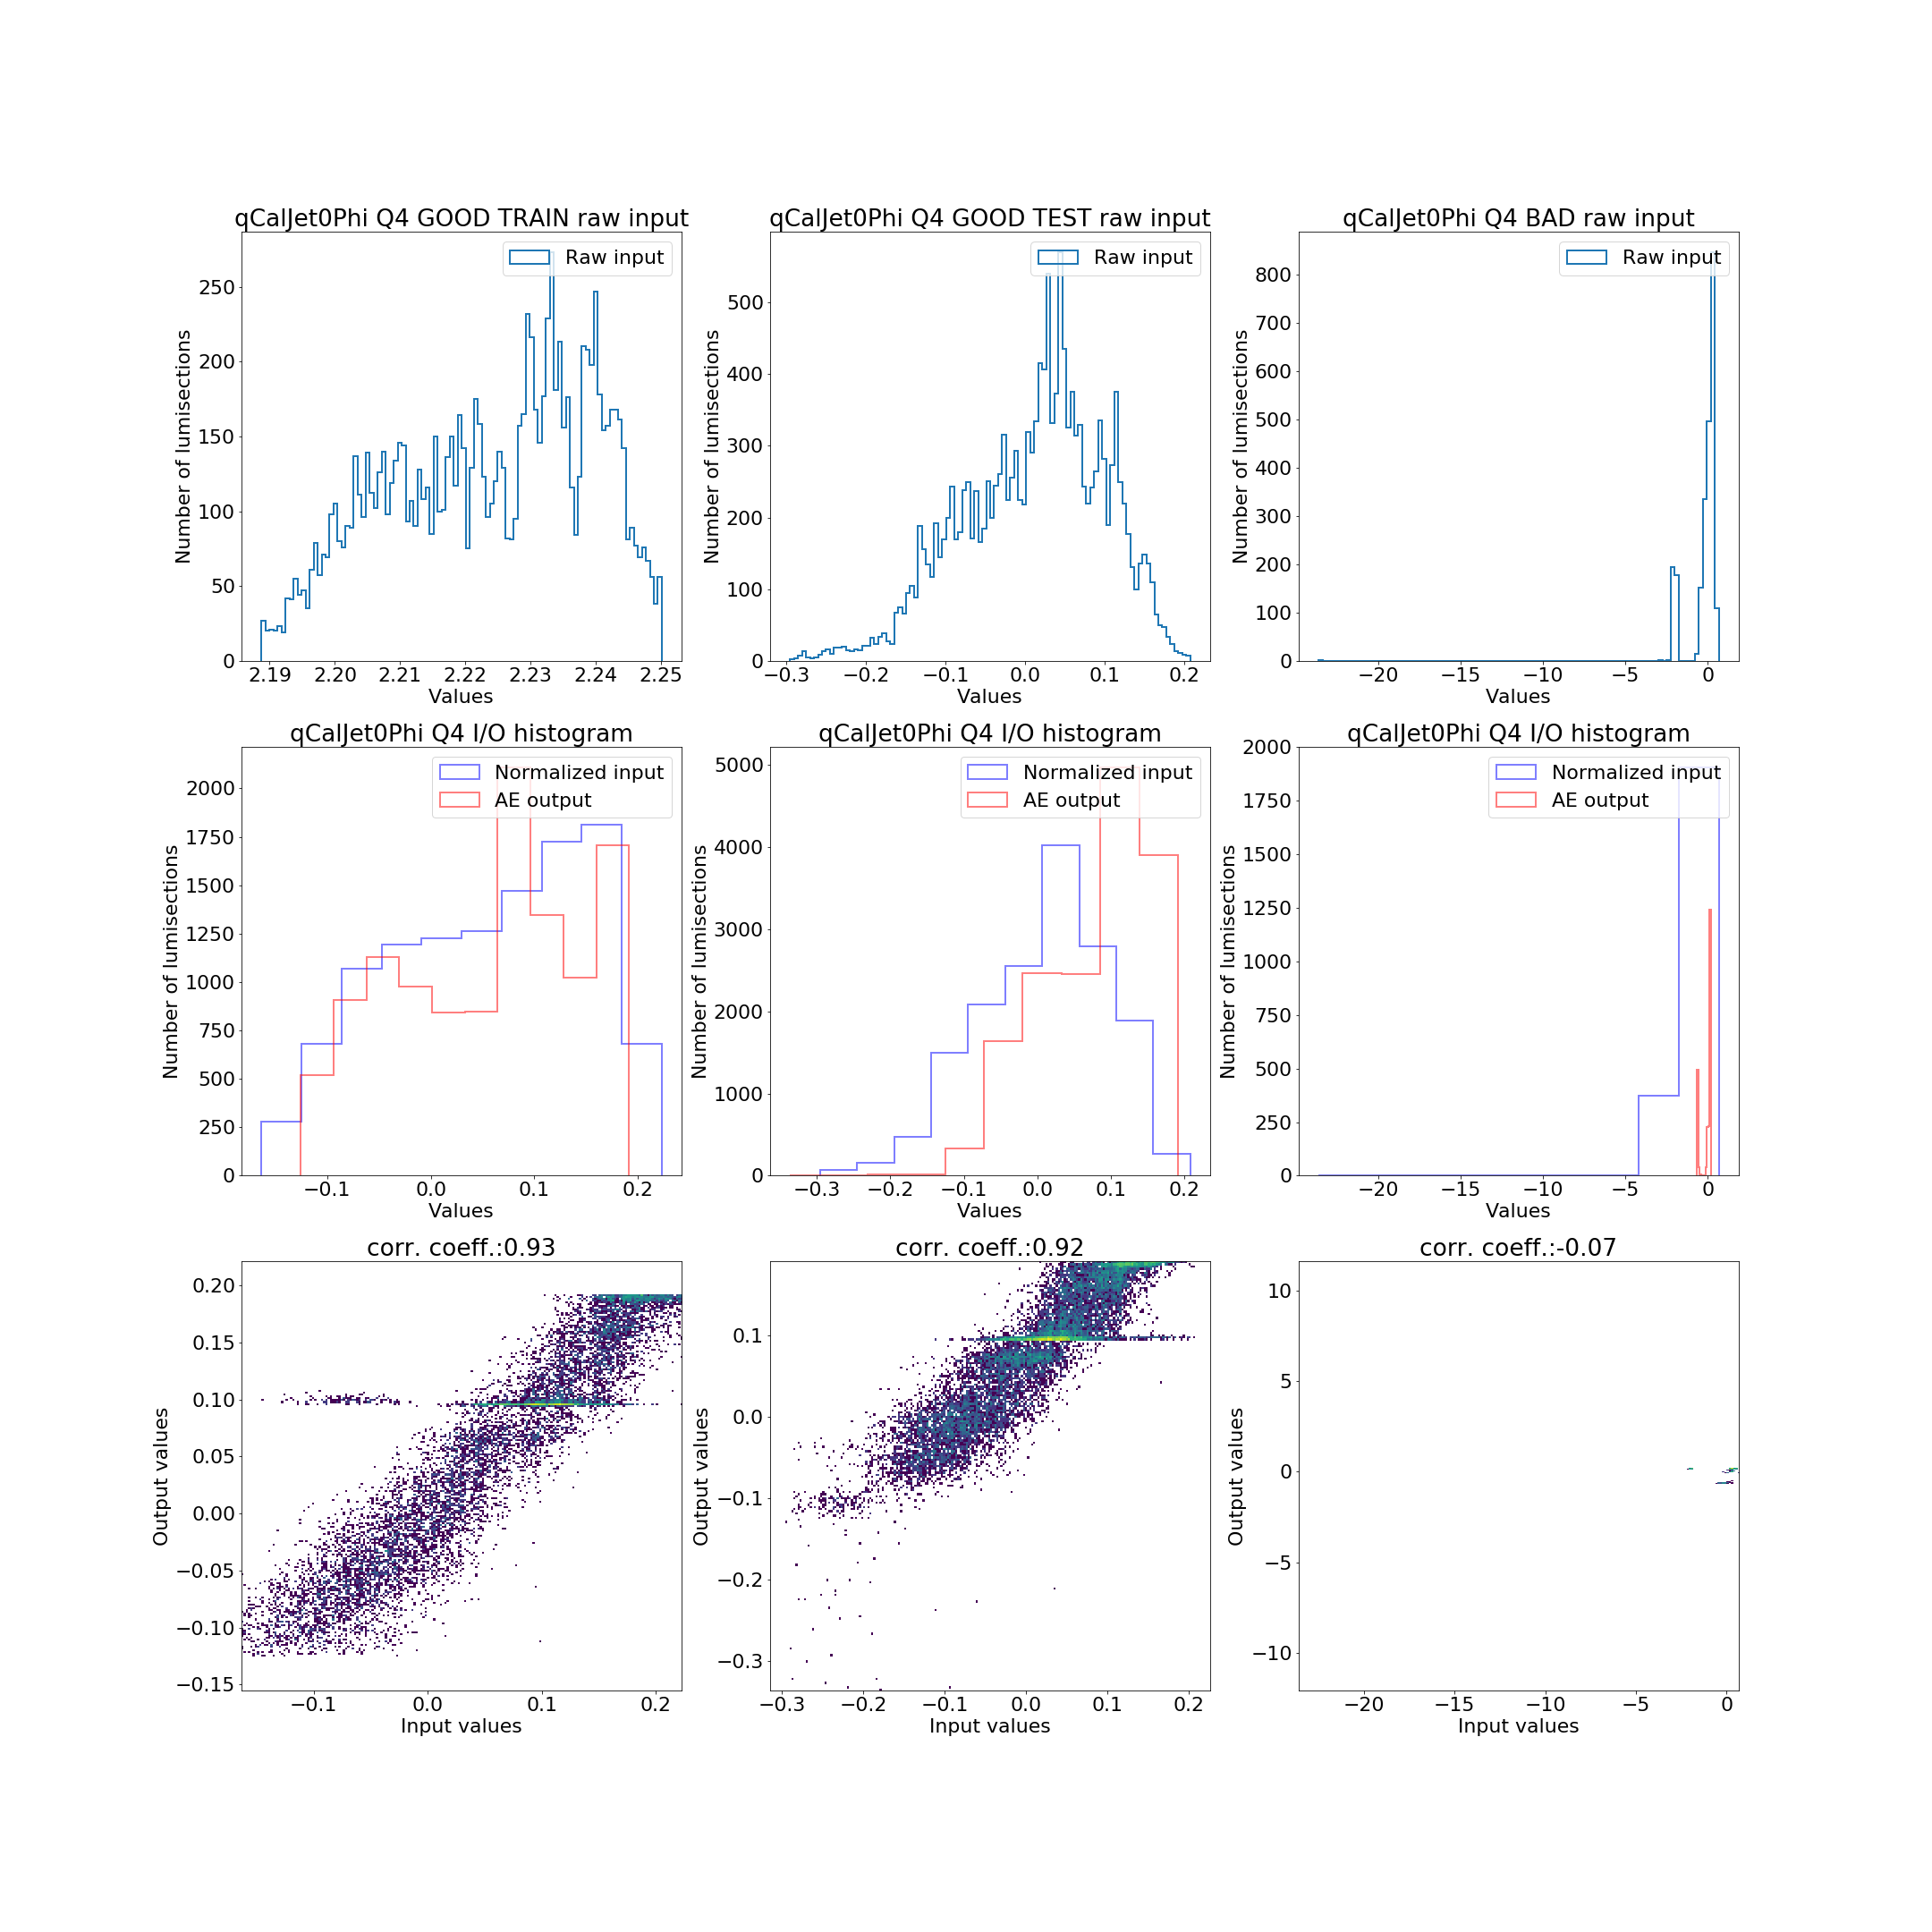 qCalJet0Phi Q4 GOOD TRAIN raw input
qCalJet0Phi Q4 GOOD TEST raw input
qCalJet0Phi Q4 BAD raw input
Raw input
Raw input
Raw input
Number of lumisections
250
200
150
100
50
0
2.19 2.20 2.21 2.22 2.23 2.24 2.25
Values
Number of lumisections
500
400
300
200
100
0
−0.3 −0.2 −0.1 0.0 0.1 0.2
Values
Number of lumisections
800
700
600
500
400
300
200
100
0
−20 −15 −10 −5 0
Values
qCalJet0Phi Q4 I/O histogram
qCalJet0Phi Q4 I/O histogram
qCalJet0Phi Q4 I/O histogram
Normalized input
AE output
Normalized input
AE output
Normalized input
AE output
Number of lumisections
2000
1750
1500
1250
1000
750
500
250
0
−0.1 0.0 0.1 0.2
Values
Number of lumisections
5000
4000
3000
2000
1000
0
−0.3 −0.2 −0.1 0.0 0.1 0.2
Values
Number of lumisections
2000
1750
1500
1250
1000
750
500
250
0
−20 −15 −10 −5 0
Values
corr. coeff.:0.93
corr. coeff.:0.92
corr. coeff.:-0.07
Output values
0.20
0.15
0.10
0.05
0.00
−0.05
−0.10
−0.15
−0.1 0.0 0.1 0.2
Input values
Output values
0.1
0.0
−0.1
−0.2
−0.3
−0.3 −0.2 −0.1 0.0 0.1 0.2
Input values
Output values
10
5
0
−5
−10
−20 −15 −10 −5 0
Input values